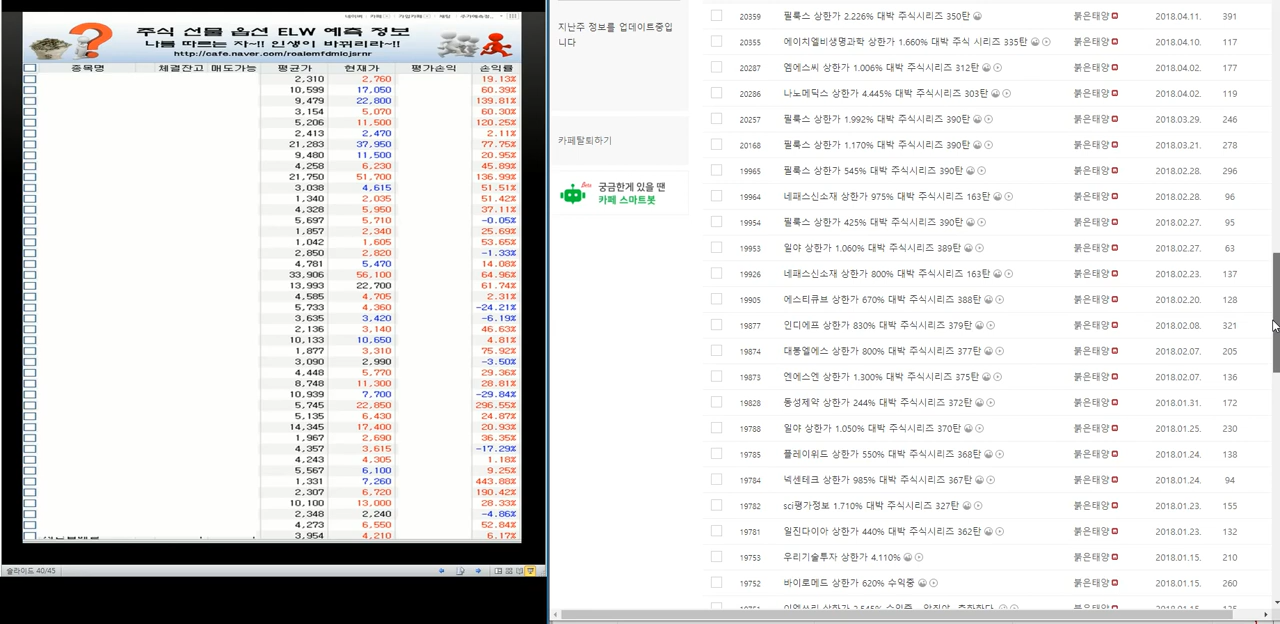 네이버 카페 가입카페 채팅 주가예측정..
주식 선물 옵션 ELW 예측 정보
나를 따르는 자~!! 인생이 바뀌리라~!!
http://cafe.naver.com/roalemfdmlcjsrnr
종목명 체결잔고 매도가능 평균가 현재가 평가손익 손익률
2,310 2,760 19.13%
10,599 17,050 60.39%
9,479 22,800 139.81%
3,154 5,070 60.30%
5,206 11,500 120.25%
2,413 2,470 2.11%
21,283 37,950 77.75%
9,480 11,500 20.95%
4,258 6,230 45.89%
21,750 51,700 136.99%
3,038 4,615 51.51%
1,340 2,035 51.42%
4,328 5,950 37.11%
5,697 5,710 -0.05%
1,857 2,340 25.69%
1,042 1,605 53.65%
2,850 2,820 -1.33%
4,781 5,470 14.08%
33,906 56,100 64.96%
13,993 22,700 61.74%
4,585 4,705 2.31%
5,733 4,360 -24.21%
3,635 3,420 -6.19%
2,136 3,140 46.63%
10,133 10,650 4.81%
1,877 3,310 75.92%
3,090 2,990 -3.50%
4,448 5,770 29.36%
8,748 11,300 28.81%
10,939 7,700 -29.84%
5,745 22,850 296.55%
5,135 6,430 24.87%
14,345 17,400 20.93%
1,967 2,690 36.35%
4,357 3,615 -17.29%
4,243 4,305 1.18%
5,567 6,100 9.25%
1,331 7,260 443.88%
2,307 6,720 190.42%
10,100 13,000 28.33%
2,348 2,240 -4.86%
4,273 6,550 52.84%
3,954 4,210 6.17%
슬라이드 40/45
지난주 정보를 업데이트중입
니다
카페탈퇴하기
Beta
궁금한게 있을 땐
카페 스마트봇
20359 필룩스 상한가 2.226% 대박 주식시리즈 350탄 붉은태양 2018.04.11. 391
20355 에이치엘비생명과학 상한가 1.660% 대박 주식 시리즈 335탄 붉은태양 2018.04.10. 117
20287 엠에스씨 상한가 1.006% 대박 주식시리즈 312탄 붉은태양 2018.04.02. 177
20286 나노메딕스 상한가 4.445% 대박 주식시리즈 303탄 붉은태양 2018.04.02. 119
20257 필룩스 상한가 1.992% 대박 주식시리즈 390탄 붉은태양 2018.03.29. 246
20168 필룩스 상한가 1.170% 대박 주식시리즈 390탄 붉은태양 2018.03.21. 278
19965 필룩스 상한가 545% 대박 주식시리즈 390탄 붉은태양 2018.02.28. 296
19964 네패스신소재 상한가 975% 대박 주식시리즈 163탄 붉은태양 2018.02.28. 96
19954 필룩스 상한가 425% 대박 주식시리즈 390탄 붉은태양 2018.02.27. 95
19953 일야 상한가 1.060% 대박 주식시리즈 389탄 붉은태양 2018.02.27. 63
19926 네패스신소재 상한가 800% 대박 주식시리즈 163탄 붉은태양 2018.02.23. 137
19905 에스티큐브 상한가 670% 대박 주식시리즈 388탄 붉은태양 2018.02.20. 128
19877 인디에프 상한가 830% 대박 주식시리즈 379탄 붉은태양 2018.02.08. 321
19874 대동엘에스 상한가 800% 대박 주식시리즈 377탄 붉은태양 2018.02.07. 205
19873 엔에스엔 상한가 1.300% 대박 주식시리즈 375탄 붉은태양 2018.02.07. 136
19828 동성제약 상한가 244% 대박 주식시리즈 372탄 붉은태양 2018.01.31. 172
19788 일야 상한가 1.050% 대박 주식시리즈 370탄 붉은태양 2018.01.25. 230
19785 플레이위드 상한가 550% 대박 주식시리즈 368탄 붉은태양 2018.01.24. 138
19784 넥센테크 상한가 985% 대박 주식시리즈 367탄 붉은태양 2018.01.24. 94
19782 sci평가정보 1.710% 대박 주식시리즈 327탄 붉은태양 2018.01.23. 155
19781 일진다이아 상한가 440% 대박 주식시리즈 362탄 붉은태양 2018.01.23. 132
19753 우리기술투자 상한가 4.110% 붉은태양 2018.01.15. 210
19752 바이로메드 상한가 620% 수익중 붉은태양 2018.01.15. 260